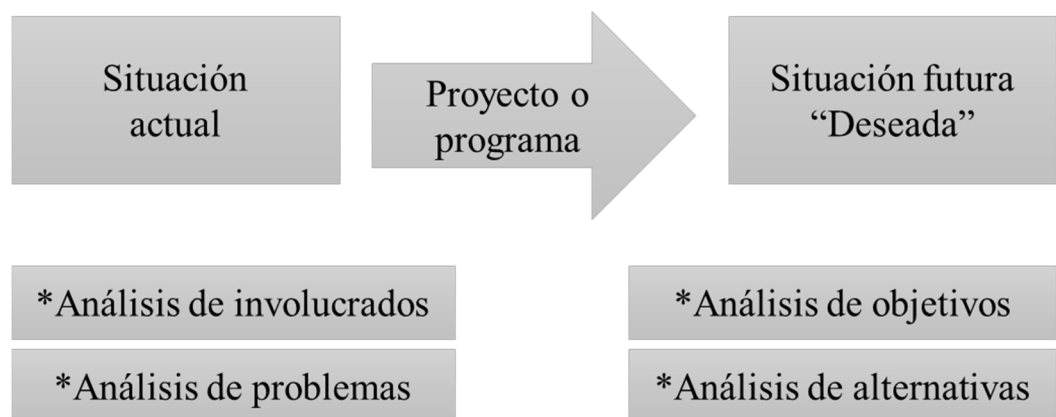 Situación
actual
Proyecto o
programa
Situación futura
“Deseada”
*Análisis de involucrados
*Análisis de problemas
*Análisis de objetivos
*Análisis de alternativas